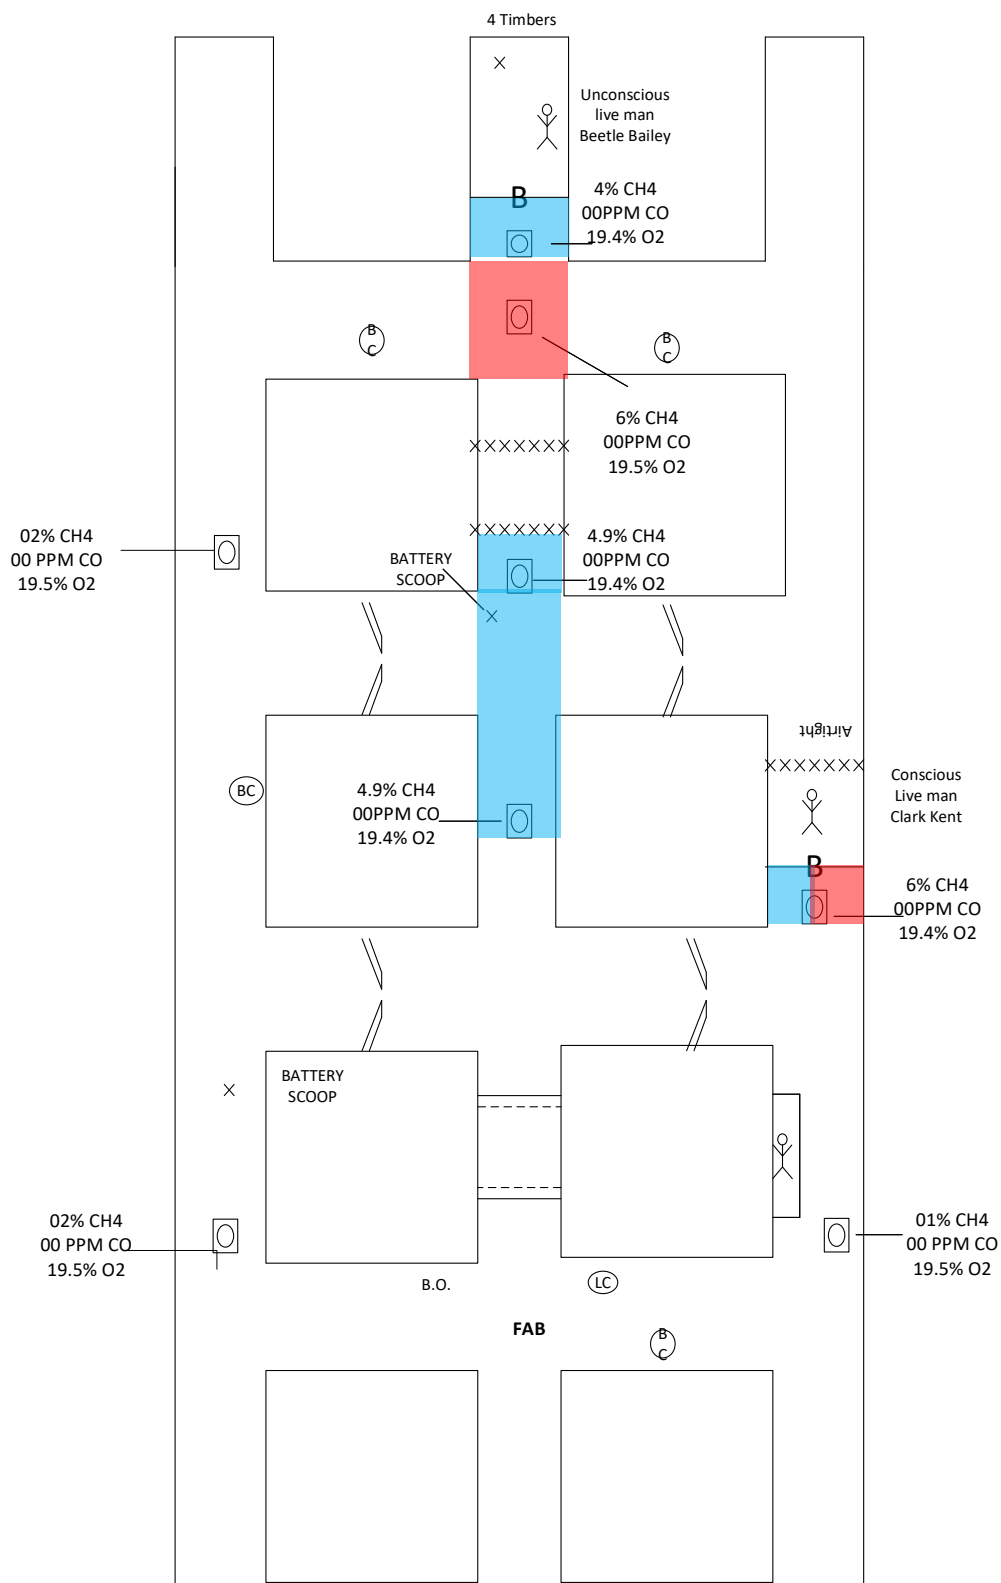 4 Timbers
Unconscious
live man
Beetle Bailey
B
4% CH4
00PPM CO
19.4% O2
B
C
B
C
6% CH4
00PPM CO
19.5% O2
02% CH4
00 PPM CO
19.5% O2
BATTERY
SCOOP
4.9% CH4
00PPM CO
19.4% O2
Airtight
BC
4.9% CH4
00PPM CO
19.4% O2
Conscious
Live man
Clark Kent
B
6% CH4
00PPM CO
19.4% O2
BATTERY
SCOOP
02% CH4
00 PPM CO
19.5% O2
01% CH4
00 PPM CO
19.5% O2
B.O.
LC
FAB
B
C